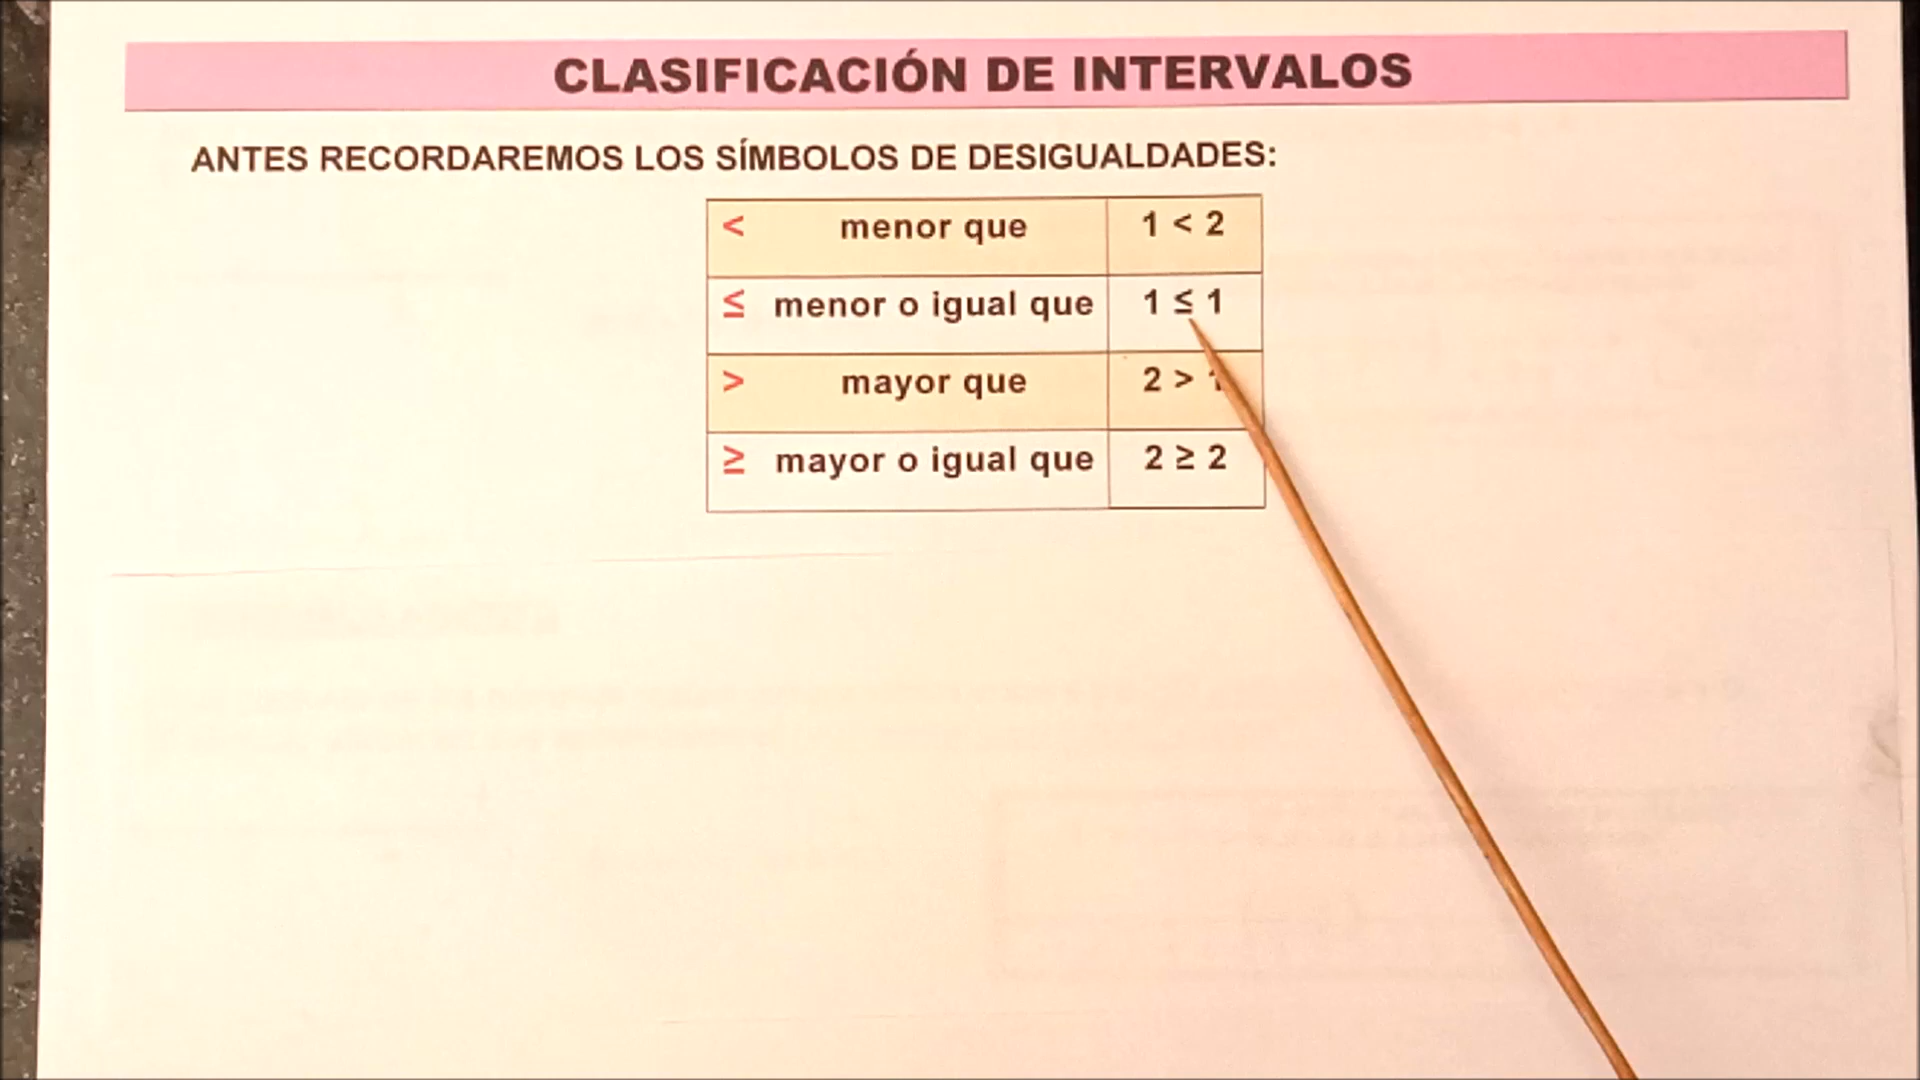 CLASIFICACIÓN DE INTERVALOS
ANTES RECORDAREMOS LOS SÍMBOLOS DE DESIGUALDADES:
< menor que 1 < 2
≤ menor o igual que 1 ≤ 1
> mayor que 2 > 1
≥ mayor o igual que 2 ≥ 2